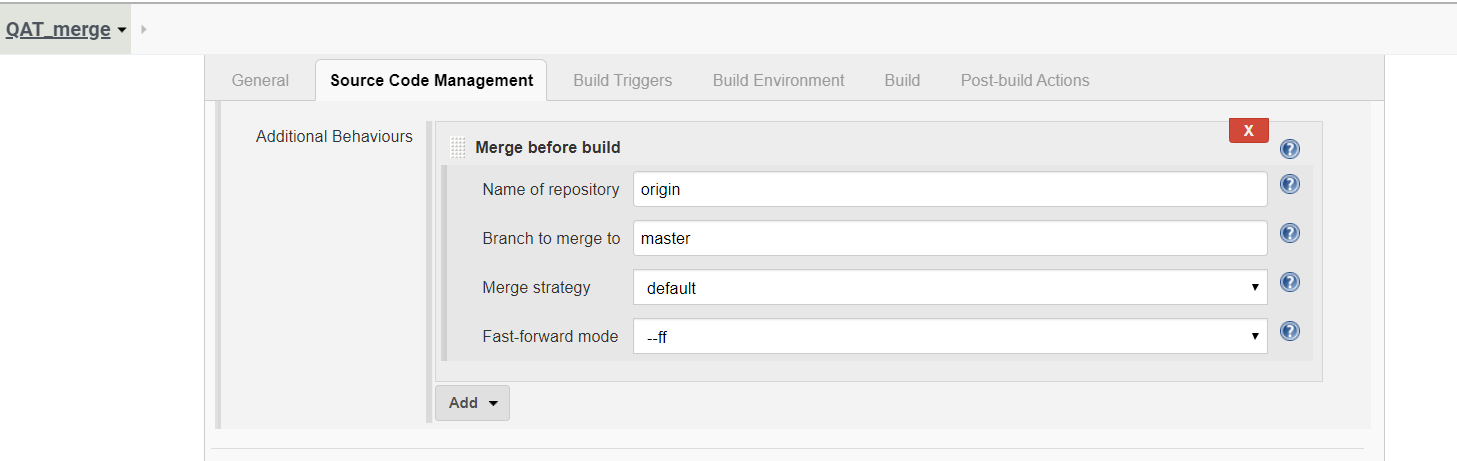 QAT_merge
General Source Code Management Build Triggers Build Environment Build Post-build Actions
Additional Behaviours
X
Merge before build
?
Name of repository origin ?
Branch to merge to master ?
Merge strategy default ?
Fast-forward mode --ff ?
Add